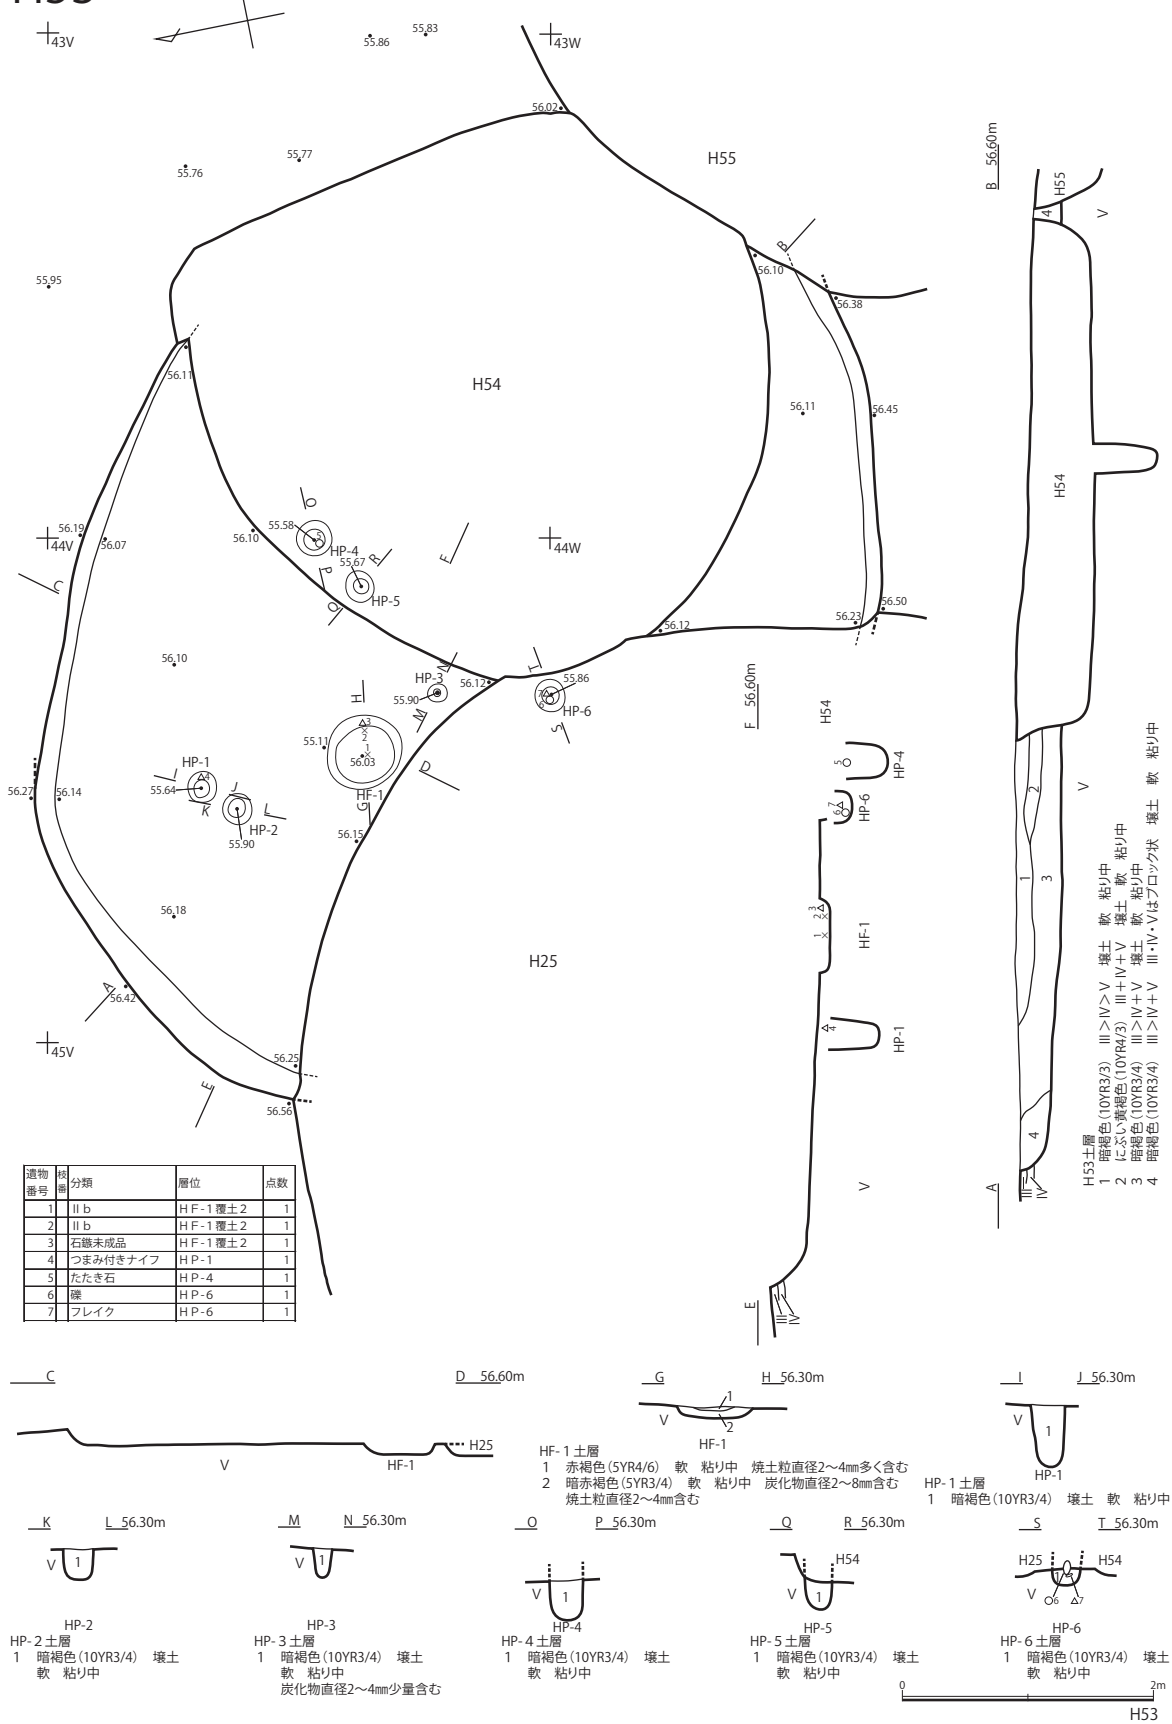 43V
55.86
55.83
43W
56.02
55.77
55.76
H55
B
56.10
55.95
56.38
56.11
H54
56.11
56.45
O
55.58
5
HP-4
R
F
56.19
44V
56.07
56.10
44W
55.67
P
HP-5
Q
C
56.50
56.23
56.12
56.10
N
T
HP-3
56.12
55.86
7
6
HP-6
55.90
H
M
S
3
2
1
55.11
56.03
D
HP-1
I
4
55.64
J
K
L
HP-2
55.90
HF-1
G
56.27
56.14
56.15
56.18
H25
A
56.42
45V
56.25
E
56.56
B 56.60m
H55
4
V
H54
2
1
3
V
4
Ⅲ
Ⅳ
A
F 56.60m
H54
5
HP-4
7
6
HP-6
3
2
1
HF-1
4
HP-1
V
E
Ⅲ
Ⅳ
H53土層
1 暗褐色(10YR3/3) Ⅲ>Ⅳ>Ⅴ 壌土 軟 粘り中
2 にぶい黄褐色(10YR4/3) Ⅲ+Ⅳ+Ⅴ 壌土 軟 粘り中
3 暗褐色(10YR3/4) Ⅲ>Ⅳ+Ⅴ 壌土 軟 粘り中
4 暗褐色(10YR3/4) Ⅲ>Ⅳ+Ⅴ Ⅲ・Ⅳ・Ⅴはブロック状 壌土 軟 粘り中
遺物番号 枝番 分類 層位 点数
1 Ⅱb HF-1覆土2 1
2 Ⅱb HF-1覆土2 1
3 石鏃未成品 HF-1覆土2 1
4 つまみ付きナイフ HP-1 1
5 たたき石 HP-4 1
6 礫 HP-6 1
7 フレイク HP-6 1
C D 56.60m
V HF-1 H25
G H 56.30m
1
V 2
HF-1
HF-1土層
1 赤褐色(5YR4/6) 軟 粘り中 焼土粒直径2〜4㎜多く含む
2 暗赤褐色(5YR3/4) 軟 粘り中 炭化物直径2〜8㎜含む
焼土粒直径2〜4㎜含む
I J 56.30m
V 1
HP-1
HP-1土層
1 暗褐色(10YR3/4) 壌土 軟 粘り中
K L 56.30m
V 1
HP-2
HP-2土層
1 暗褐色(10YR3/4) 壌土
軟 粘り中
M N 56.30m
V 1
HP-3
HP-3土層
1 暗褐色(10YR3/4) 壌土
軟 粘り中
炭化物直径2〜4㎜少量含む
O P 56.30m
V 1
HP-4
HP-4土層
1 暗褐色(10YR3/4) 壌土
軟 粘り中
Q R 56.30m
H54
V 1
HP-5
HP-5土層
1 暗褐色(10YR3/4) 壌土
軟 粘り中
S T 56.30m
H25 H54
1
V 6 7
HP-6
HP-6土層
1 暗褐色(10YR3/4) 壌土
軟 粘り中
0 2m
H53